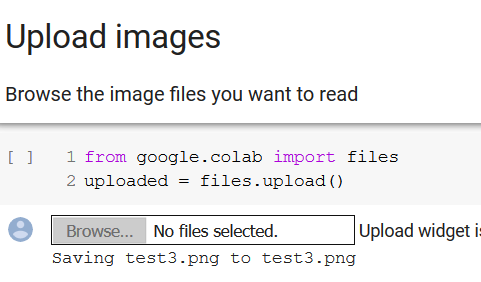 Upload images
Browse the image files you want to read
[ ] 1 from google.colab import files
2 uploaded = files.upload()
Browse... No files selected. Upload widget
Saving test3.png to test3.png